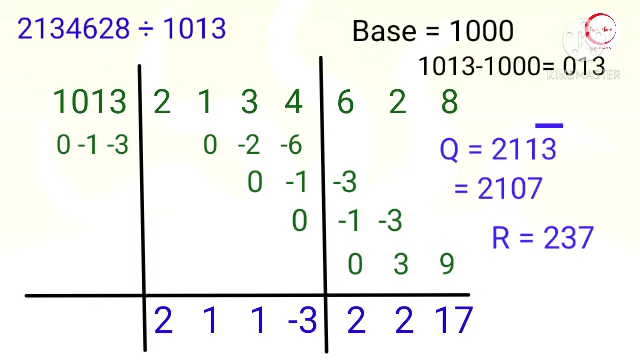 2134628 ÷ 1013
Base = 1000
1013-1000= 013
KINEMASTER
1013 2 1 3 4 6 2 8
0 -1 -3 0 -2 -6
0 -1 -3
0 -1 -3
0 3 9
2 1 1 -3 2 2 17
Q = 2113̅
= 2107
R = 237